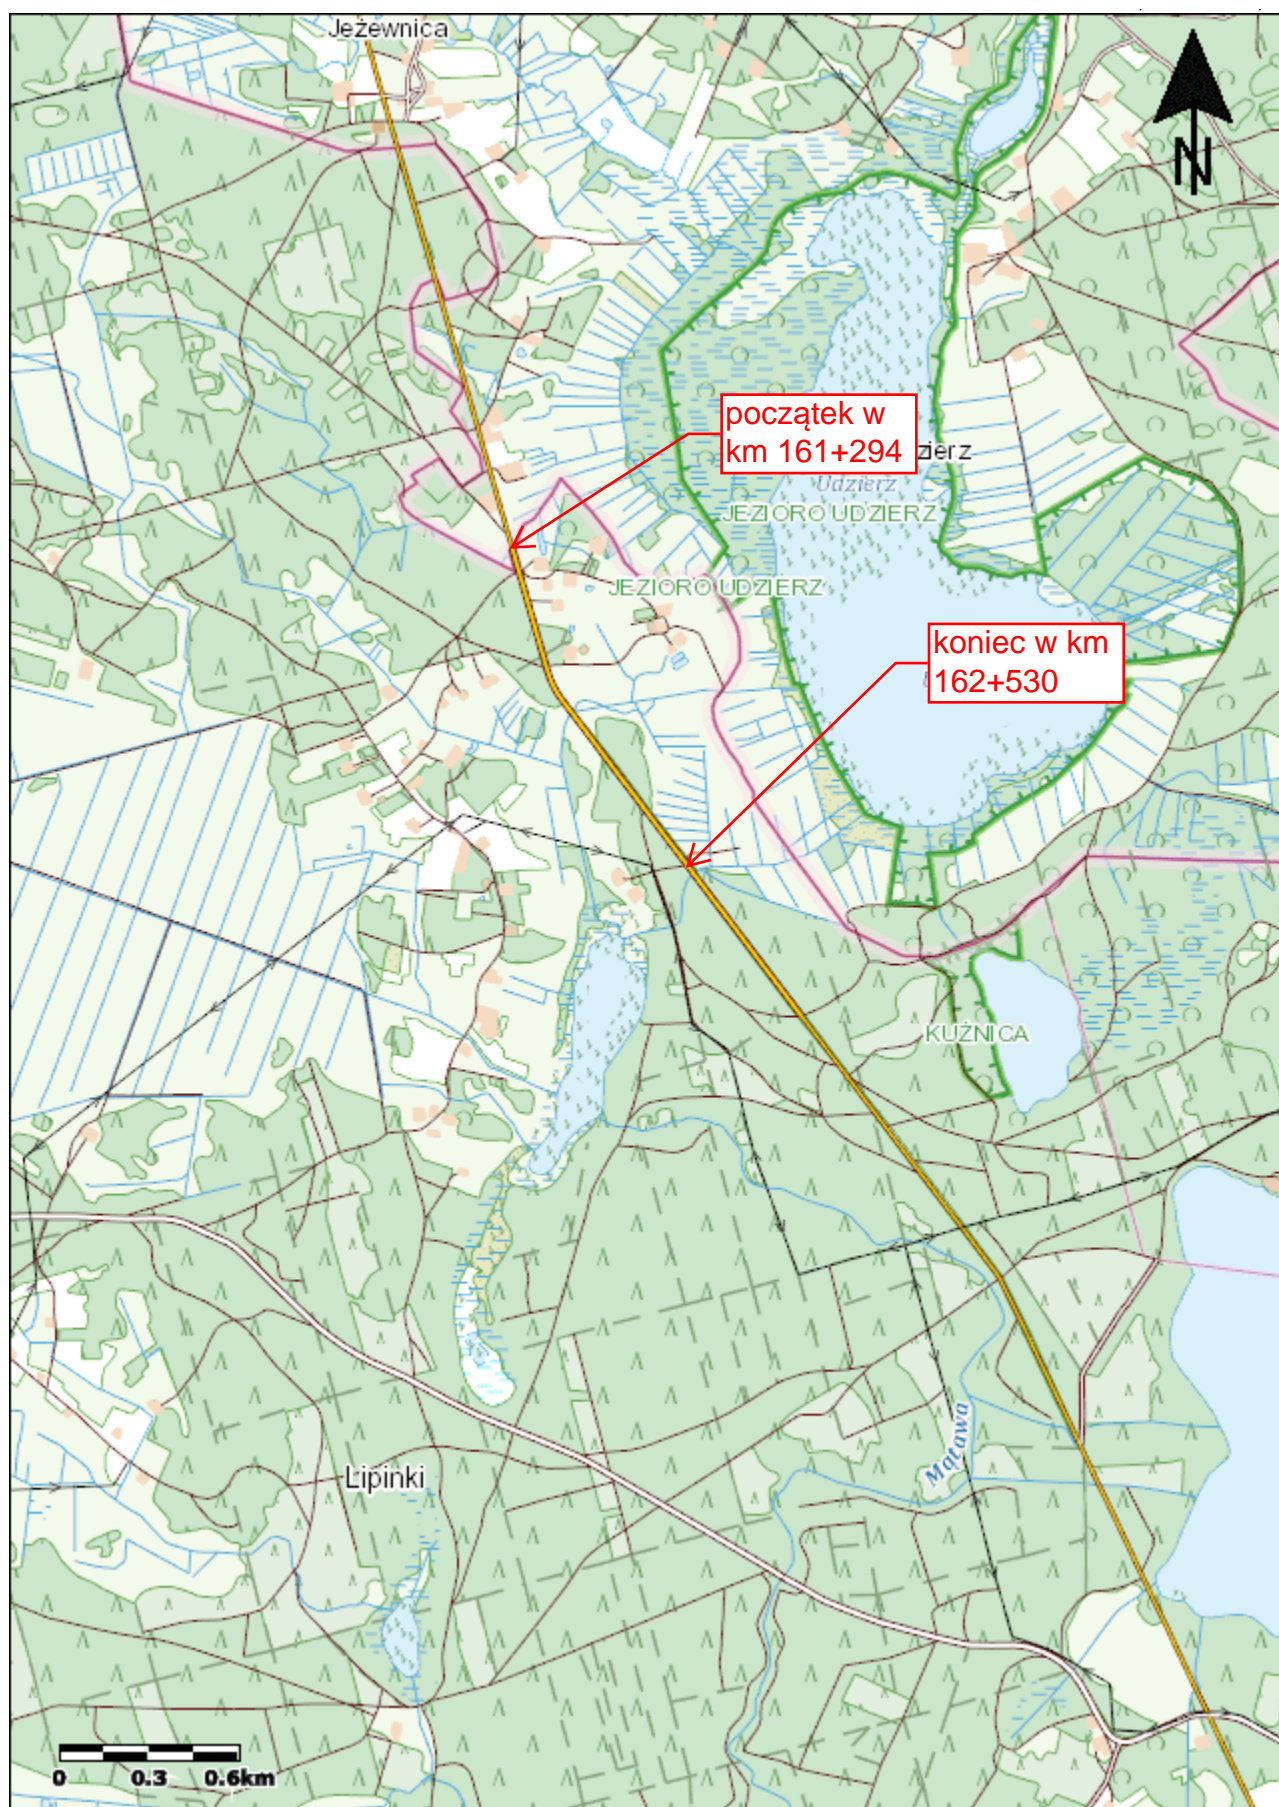 Jeżewnica
N
początek w
km 161+294
dzierz
Udzierz
JEZIORO UDZIERZ
JEZIORO UDZIERZ
koniec w km
162+530
KUŹNICA
Mątawa
Lipinki
0 0.3 0.6km